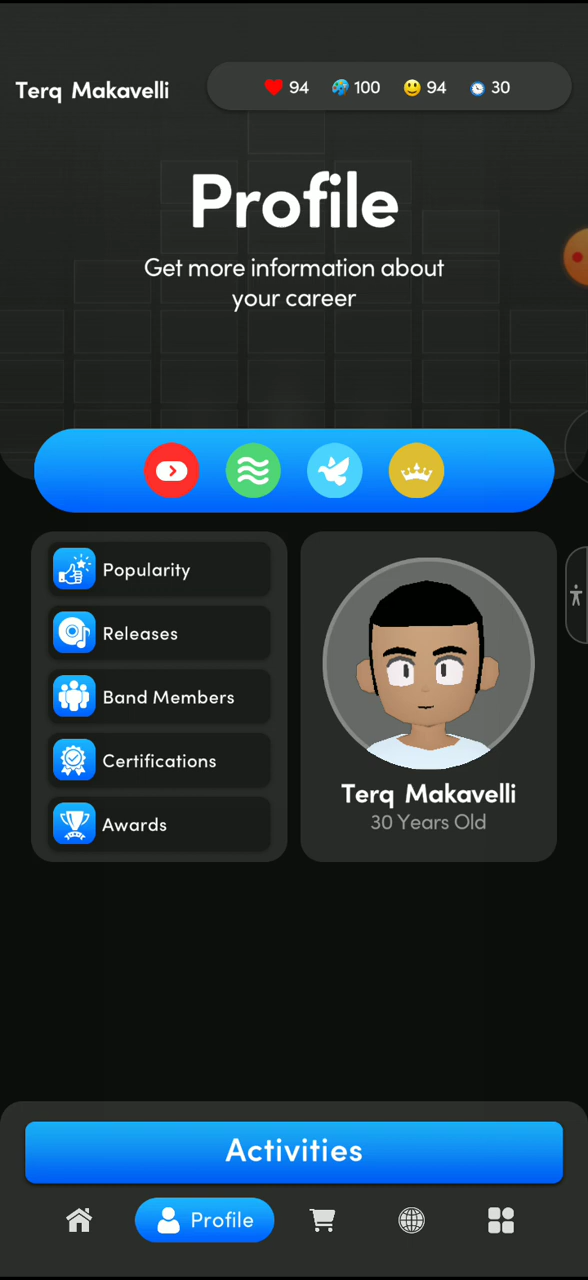 Terq Makavelli
94 100 94 30
Profile
Get more information about
your career
Popularity
Releases
Band Members
Certifications
Awards
Terq Makavelli
30 Years Old
Activities
Profile